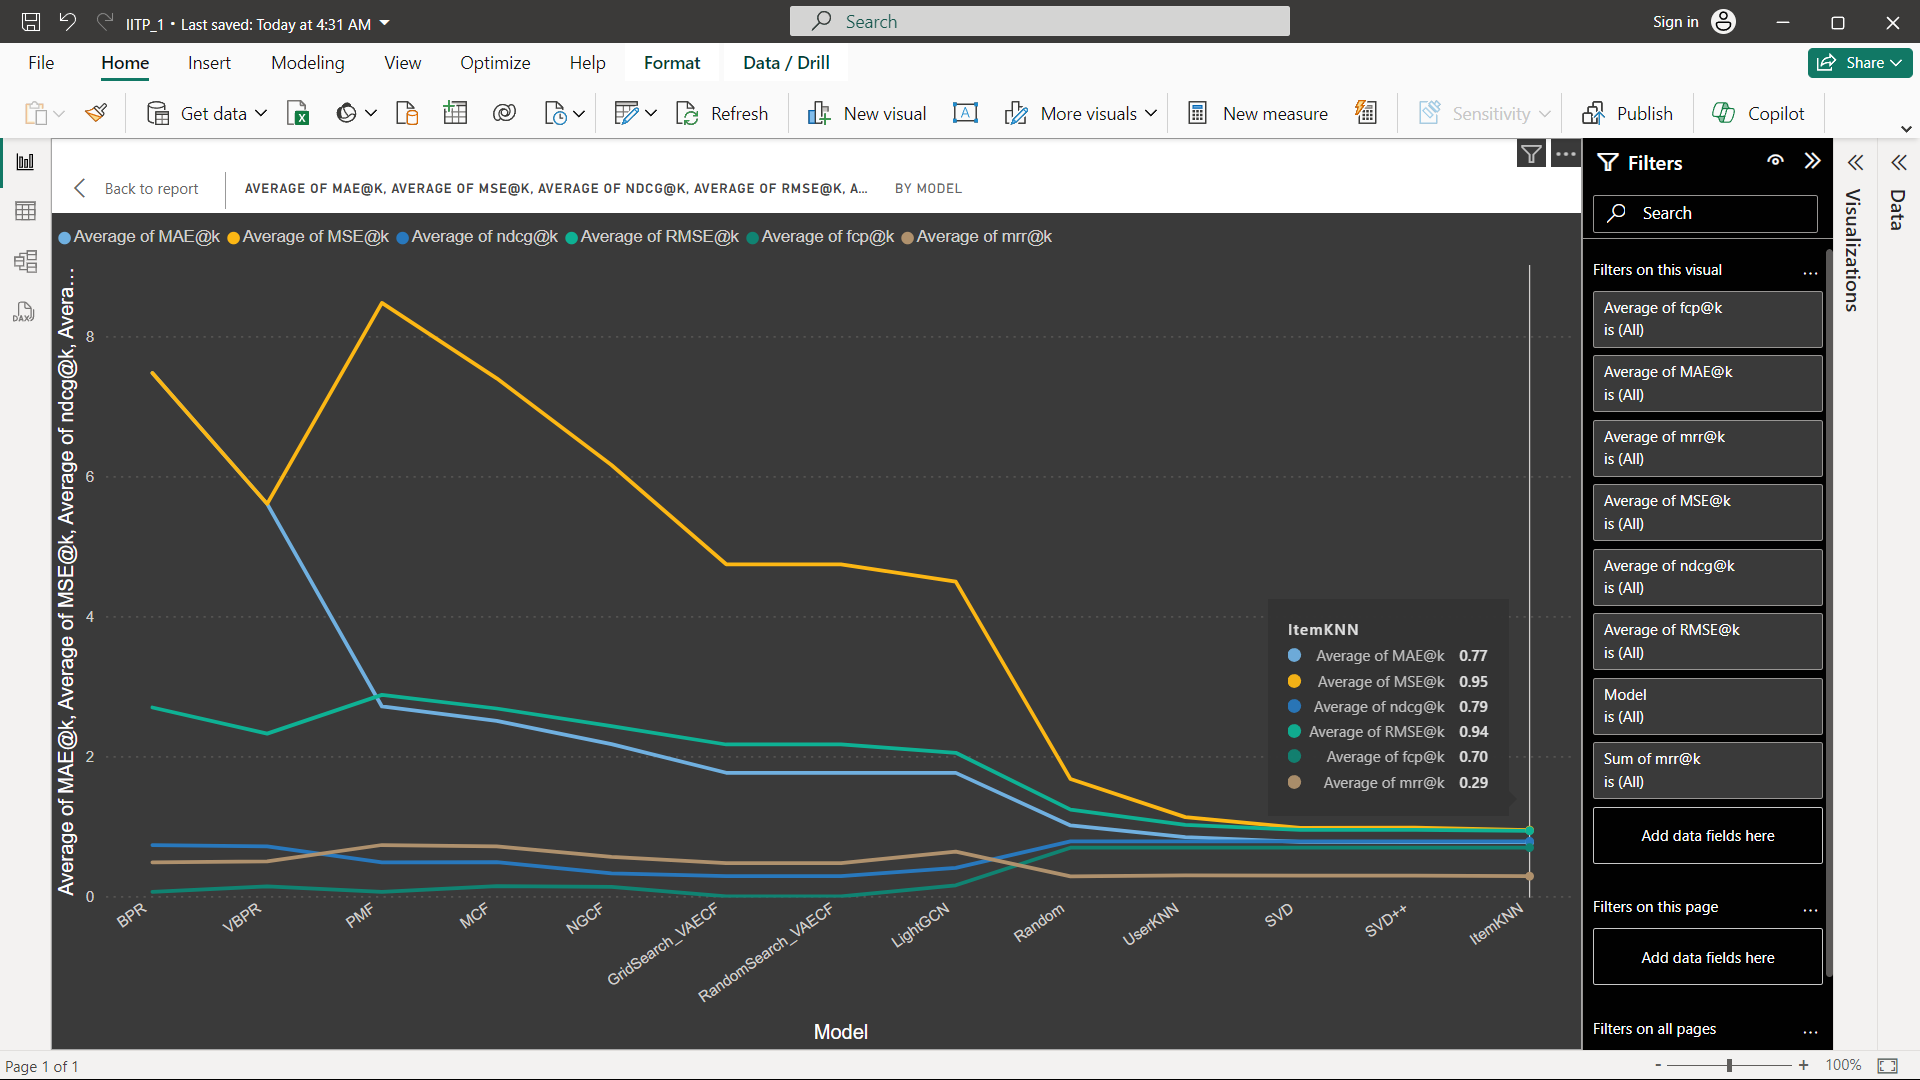 IITP_1 • Last saved: Today at 4:31 AM
Search
Sign in
File Home Insert Modeling View Optimize Help Format Data / Drill
Share
Get data
Refresh
New visual
More visuals
New measure
Sensitivity
Publish
Copilot
DAX
Back to report
AVERAGE OF MAE@K, AVERAGE OF MSE@K, AVERAGE OF NDCG@K, AVERAGE OF RMSE@K, A... BY MODEL
Average of MAE@k Average of MSE@k Average of ndcg@k Average of RMSE@k Average of fcp@k Average of mrr@k
Average of MAE@k, Average of MSE@k, Average of ndcg@k, Avera...
8
6
4
2
0
BPR
VBPR
PMF
MCF
NGCF
GridSearch_VAECF
RandomSearch_VAECF
LightGCN
Random
UserKNN
SVD
SVD++
ItemKNN
Model
ItemKNN
Average of MAE@k 0.77
Average of MSE@k 0.95
Average of ndcg@k 0.79
Average of RMSE@k 0.94
Average of fcp@k 0.70
Average of mrr@k 0.29
Filters
Search
Filters on this visual ...
Average of fcp@k
is (All)
Average of MAE@k
is (All)
Average of mrr@k
is (All)
Average of MSE@k
is (All)
Average of ndcg@k
is (All)
Average of RMSE@k
is (All)
Model
is (All)
Sum of mrr@k
is (All)
Add data fields here
Filters on this page ...
Add data fields here
Filters on all pages ...
Visualizations
Data
Page 1 of 1
- + 100%